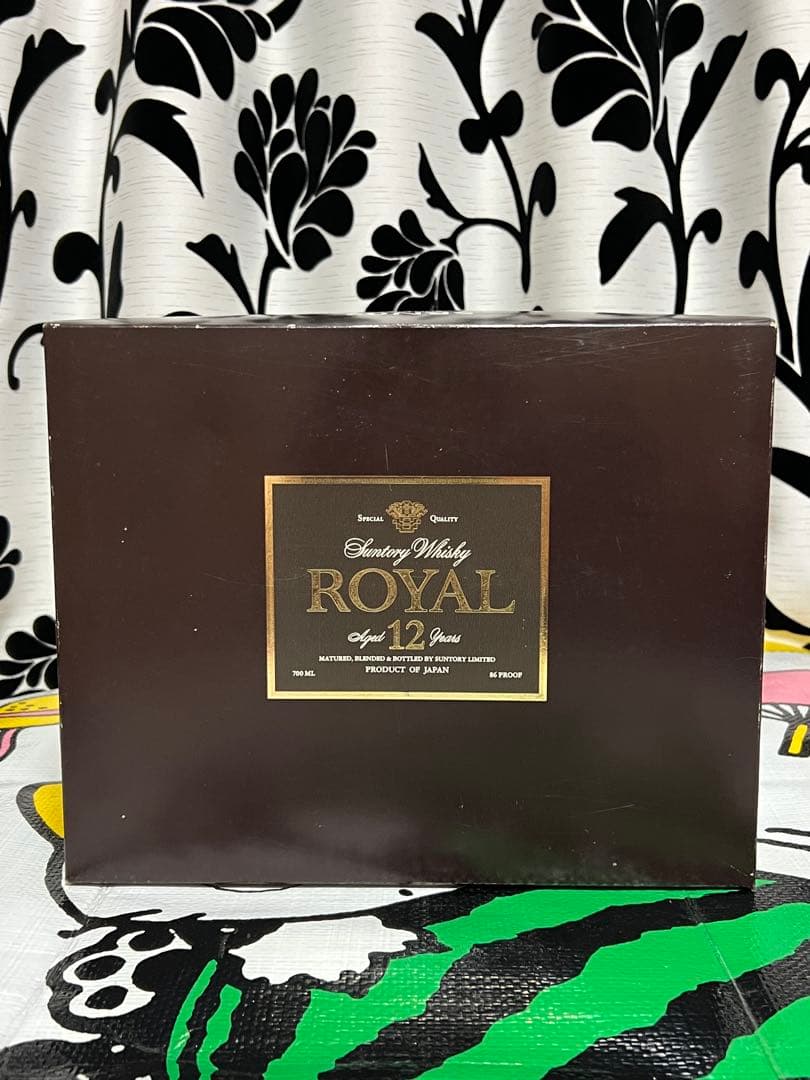 SPECIAL QUALITY
Suntory Whisky
ROYAL
Aged 12 Years
MATURED, BLENDED & BOTTLED BY SUNTORY LIMITED
700 ML PRODUCT OF JAPAN 86 PROOF